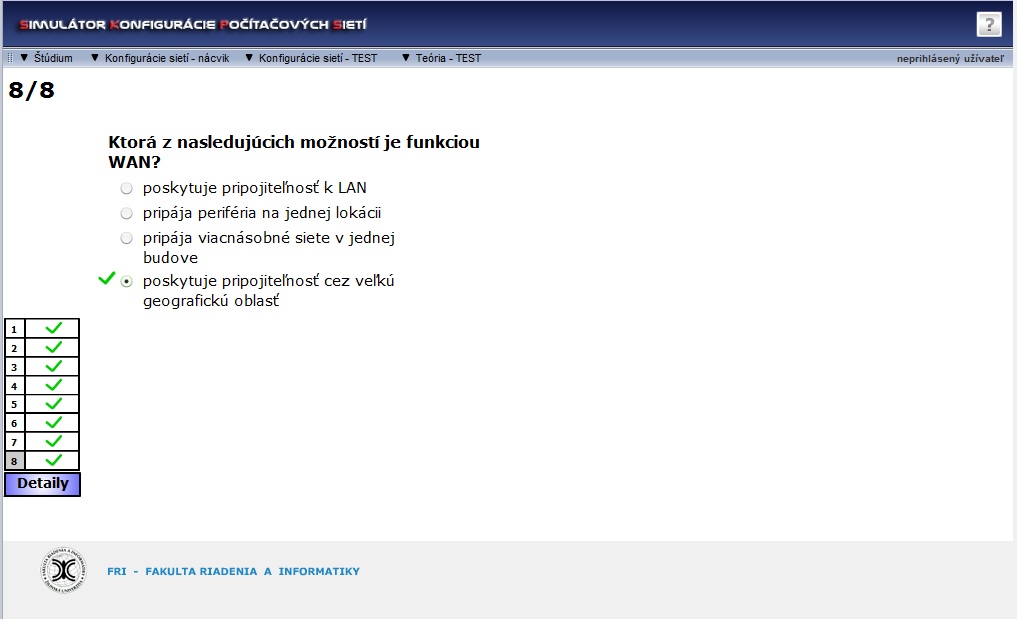 SIMULÁTOR KONFIGURÁCIE POČÍTAČOVÝCH SIETÍ
?
▼ Štúdium ▼ Konfigurácie sietí - nácvik ▼ Konfigurácie sietí - TEST ▼ Teória - TEST neprihlásený užívateľ
8/8
Ktorá z nasledujúcich možností je funkciou
WAN?
poskytuje pripojiteľnosť k LAN
pripája periféria na jednej lokácii
pripája viacnásobné siete v jednej
budove
poskytuje pripojiteľnosť cez veľkú
geografickú oblasť
1
2
3
4
5
6
7
8
Detaily
FRI - FAKULTA RIADENIA A INFORMATIKY